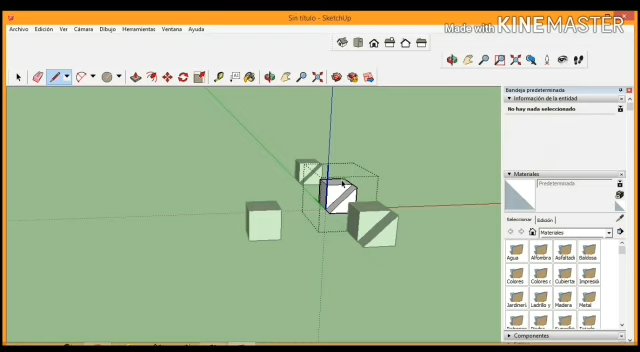 Sin título - SketchUp
Made with KINEMASTER
Archivo Edición Ver Cámara Dibujo Herramientas Ventana Ayuda
Bandeja predeterminada
Información de la entidad
No hay nada seleccionado
Materiales
Predeterminada
Seleccionar Edición
Materiales
Agua Alfombra Asfaltado Baldosa
Colores Colores Cubierta Impresió
Jardinerí Ladrillo y Madera Metal
Componentes